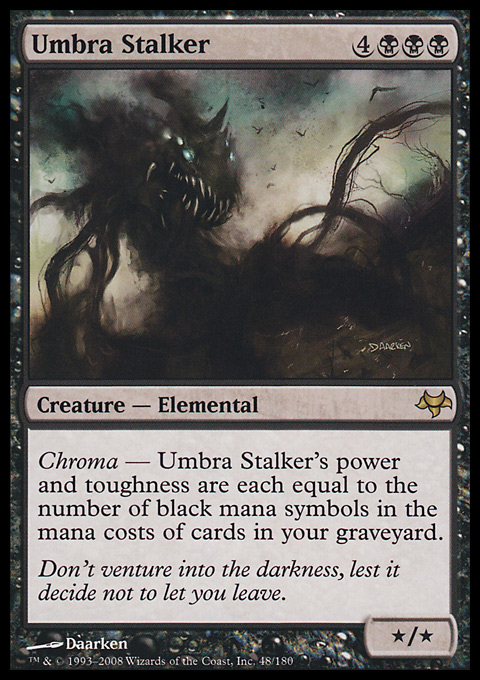 Umbra Stalker 4
DAARKEN
Creature — Elemental
Chroma — Umbra Stalker's power
and toughness are each equal to the
number of black mana symbols in the
mana costs of cards in your graveyard.
Don't venture into the darkness, lest it
decide not to let you leave.
Daarken
★/★
™ & © 1993–2008 Wizards of the Coast, Inc. 48/180